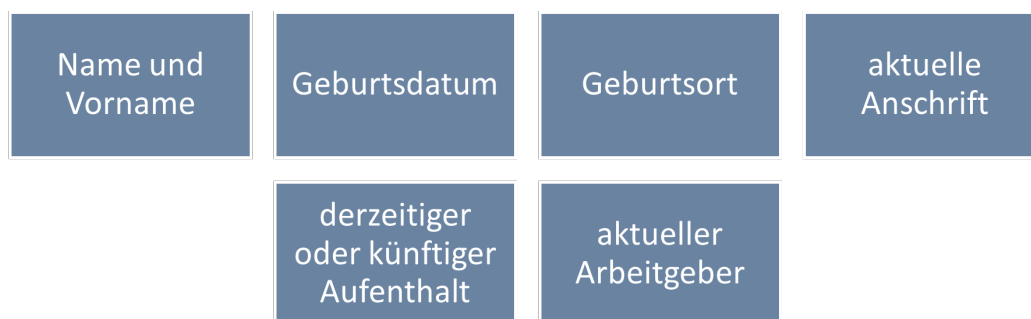 Name und
Vorname
Geburtsdatum
Geburtsort
aktuelle
Anschrift
derzeitiger
oder künftiger
Aufenthalt
aktueller
Arbeitgeber